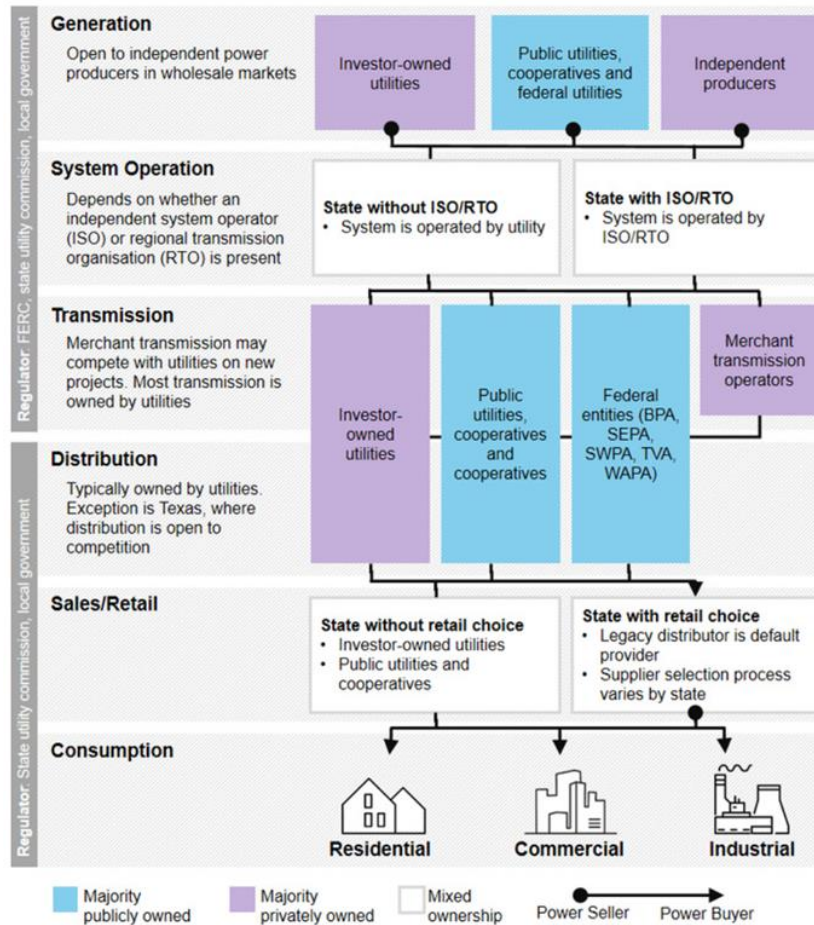 Regulator: FERC, state utility commission, local government
Generation
Open to independent power
producers in wholesale markets
Investor-owned
utilities
Public utilities,
cooperatives and
federal utilities
Independent
producers
System Operation
Depends on whether an
independent system operator
(ISO) or regional transmission
organisation (RTO) is present
State without ISO/RTO
• System is operated by utility
State with ISO/RTO
• System is operated by
ISO/RTO
Transmission
Merchant transmission may
compete with utilities on new
projects. Most transmission is
owned by utilities
Investor-
owned
utilities
Public
utilities,
cooperatives
and
cooperatives
Federal
entities (BPA,
SEPA,
SWPA, TVA,
WAPA)
Merchant
transmission
operators
Regulator: State utility commission, local government
Distribution
Typically owned by utilities.
Exception is Texas, where
distribution is open to
competition
Sales/Retail
State without retail choice
• Investor-owned utilities
• Public utilities and
cooperatives
State with retail choice
• Legacy distributor is default
provider
• Supplier selection process
varies by state
Consumption
Residential
Commercial
Industrial
Majority
publicly owned
Majority
privately owned
Mixed
ownership
Power Seller
Power Buyer